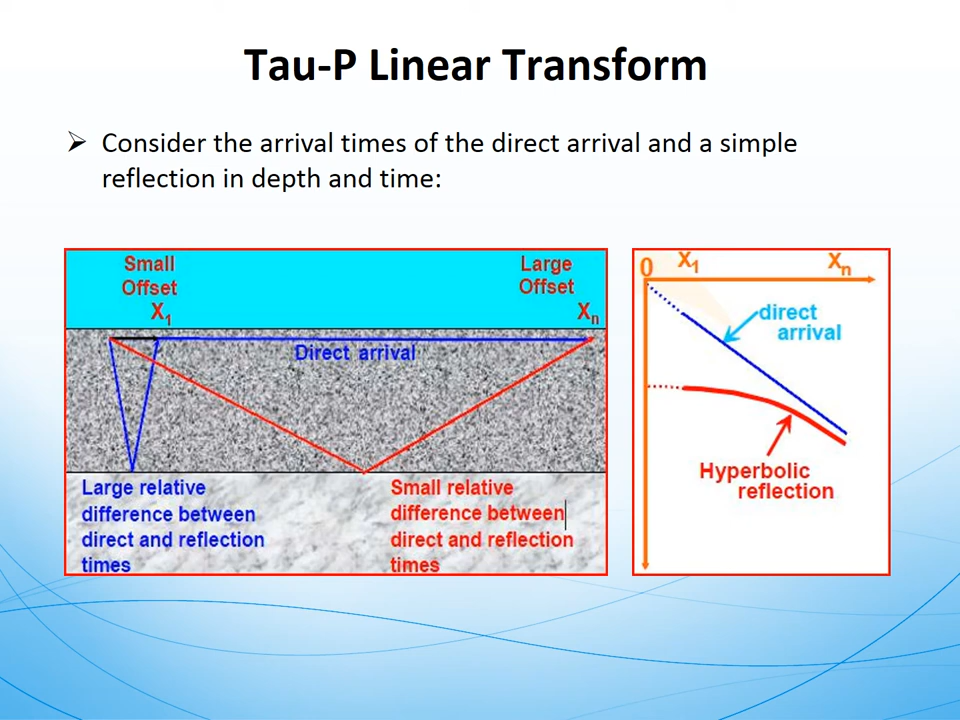 Tau-P Linear Transform
Consider the arrival times of the direct arrival and a simple
reflection in depth and time:
Small
Offset
X1
Large
Offset
Xn
Direct arrival
Large relative
difference between
direct and reflection
times
Small relative
difference between
direct and reflection
times
0
X1
Xn
direct
arrival
Hyperbolic
reflection